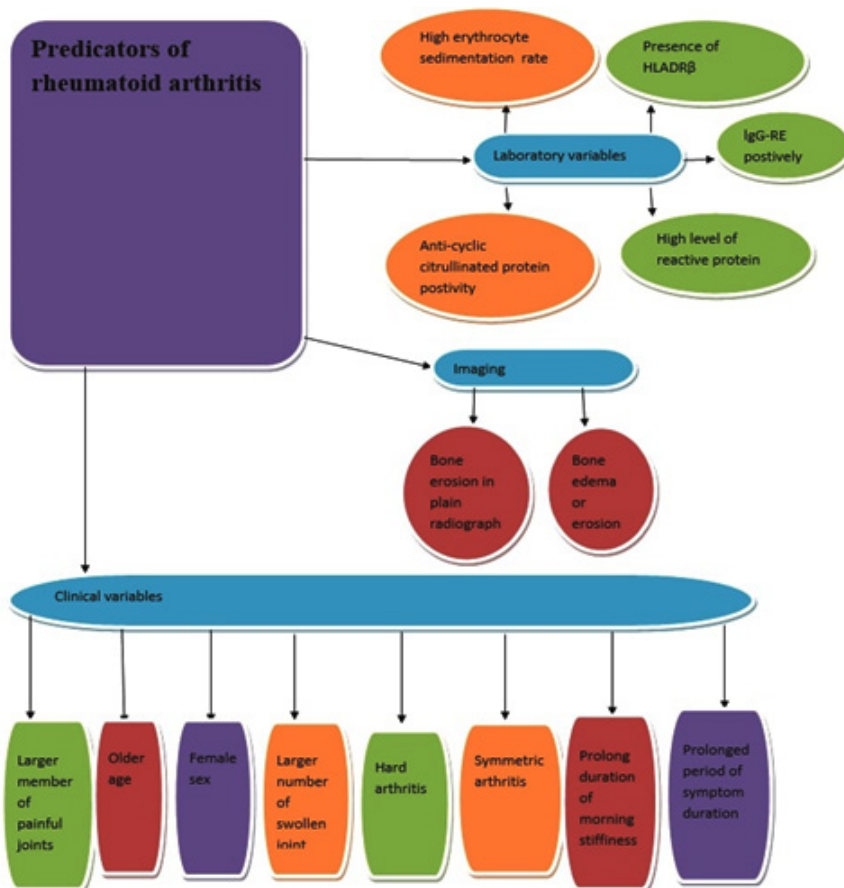 Predicators of
rheumatoid arthritis
High erythrocyte
sedimentation rate
Presence of
HLADRβ
Laboratory variables
IgG-RE
postively
Anti-cyclic
citrullinated protein
postivity
High level of
reactive protein
Imaging
Bone
erosion in
plain
radiograph
Bone
edema
or
erosion
Clinical variables
Larger
member
of
painful
joints
Older
age
Female
sex
Larger
number
of
swollen
joint
Hard
arthritis
Symmetric
arthritis
Prolong
duration
of
morning
stiffiness
Prolonged
period of
symptom
duration